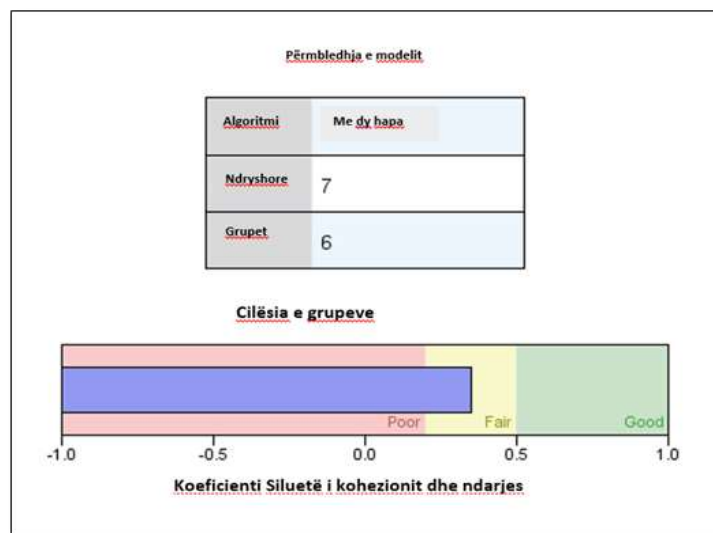 Përmbledhja e modelit
Algoritmi Me dy hapa
Ndryshore 7
Grupet 6
Cilësia e grupeve
Poor Fair Good
-1.0 -0.5 0.0 0.5 1.0
Koeficienti Siluetë i kohezionit dhe ndarjes